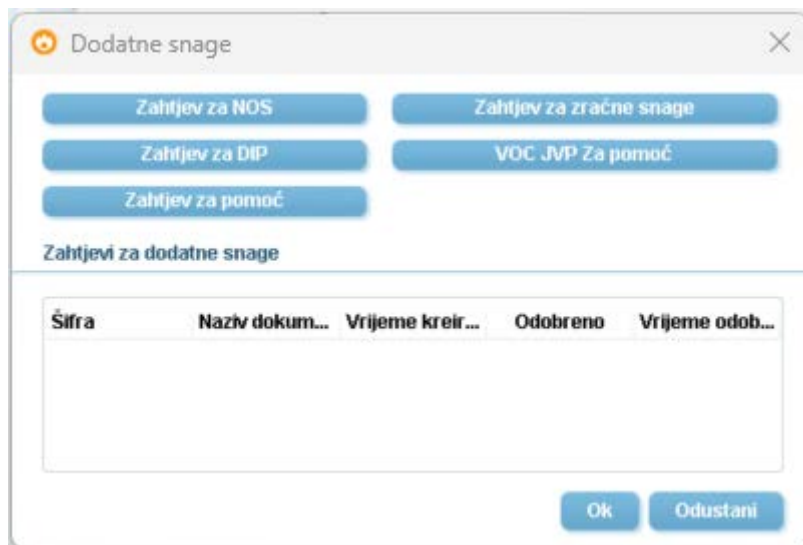 Dodatne snage
Zahtjev za NOS Zahtjev za zračne snage
Zahtjev za DIP VOC JVP Za pomoć
Zahtjev za pomoć
Zahtjevi za dodatne snage
Šifra Naziv dokum... Vrijeme kreir... Odobreno Vrijeme odob...
Ok Odustani